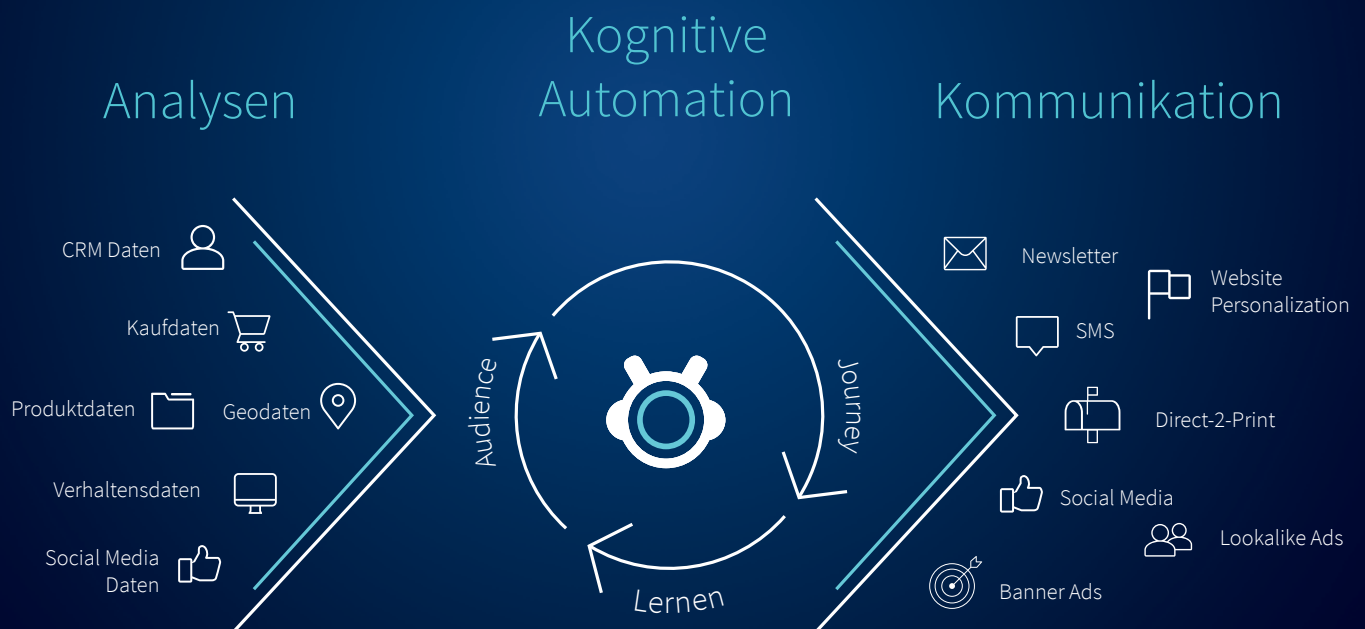 Kognitive
Automation
Analysen
Kommunikation
CRM Daten
Kaufdaten
Produktdaten
Geodaten
Verhaltensdaten
Social Media
Daten
Audience
Journey
Lernen
Newsletter
Website
Personalization
SMS
Direct-2-Print
Social Media
Lookalike Ads
Banner Ads